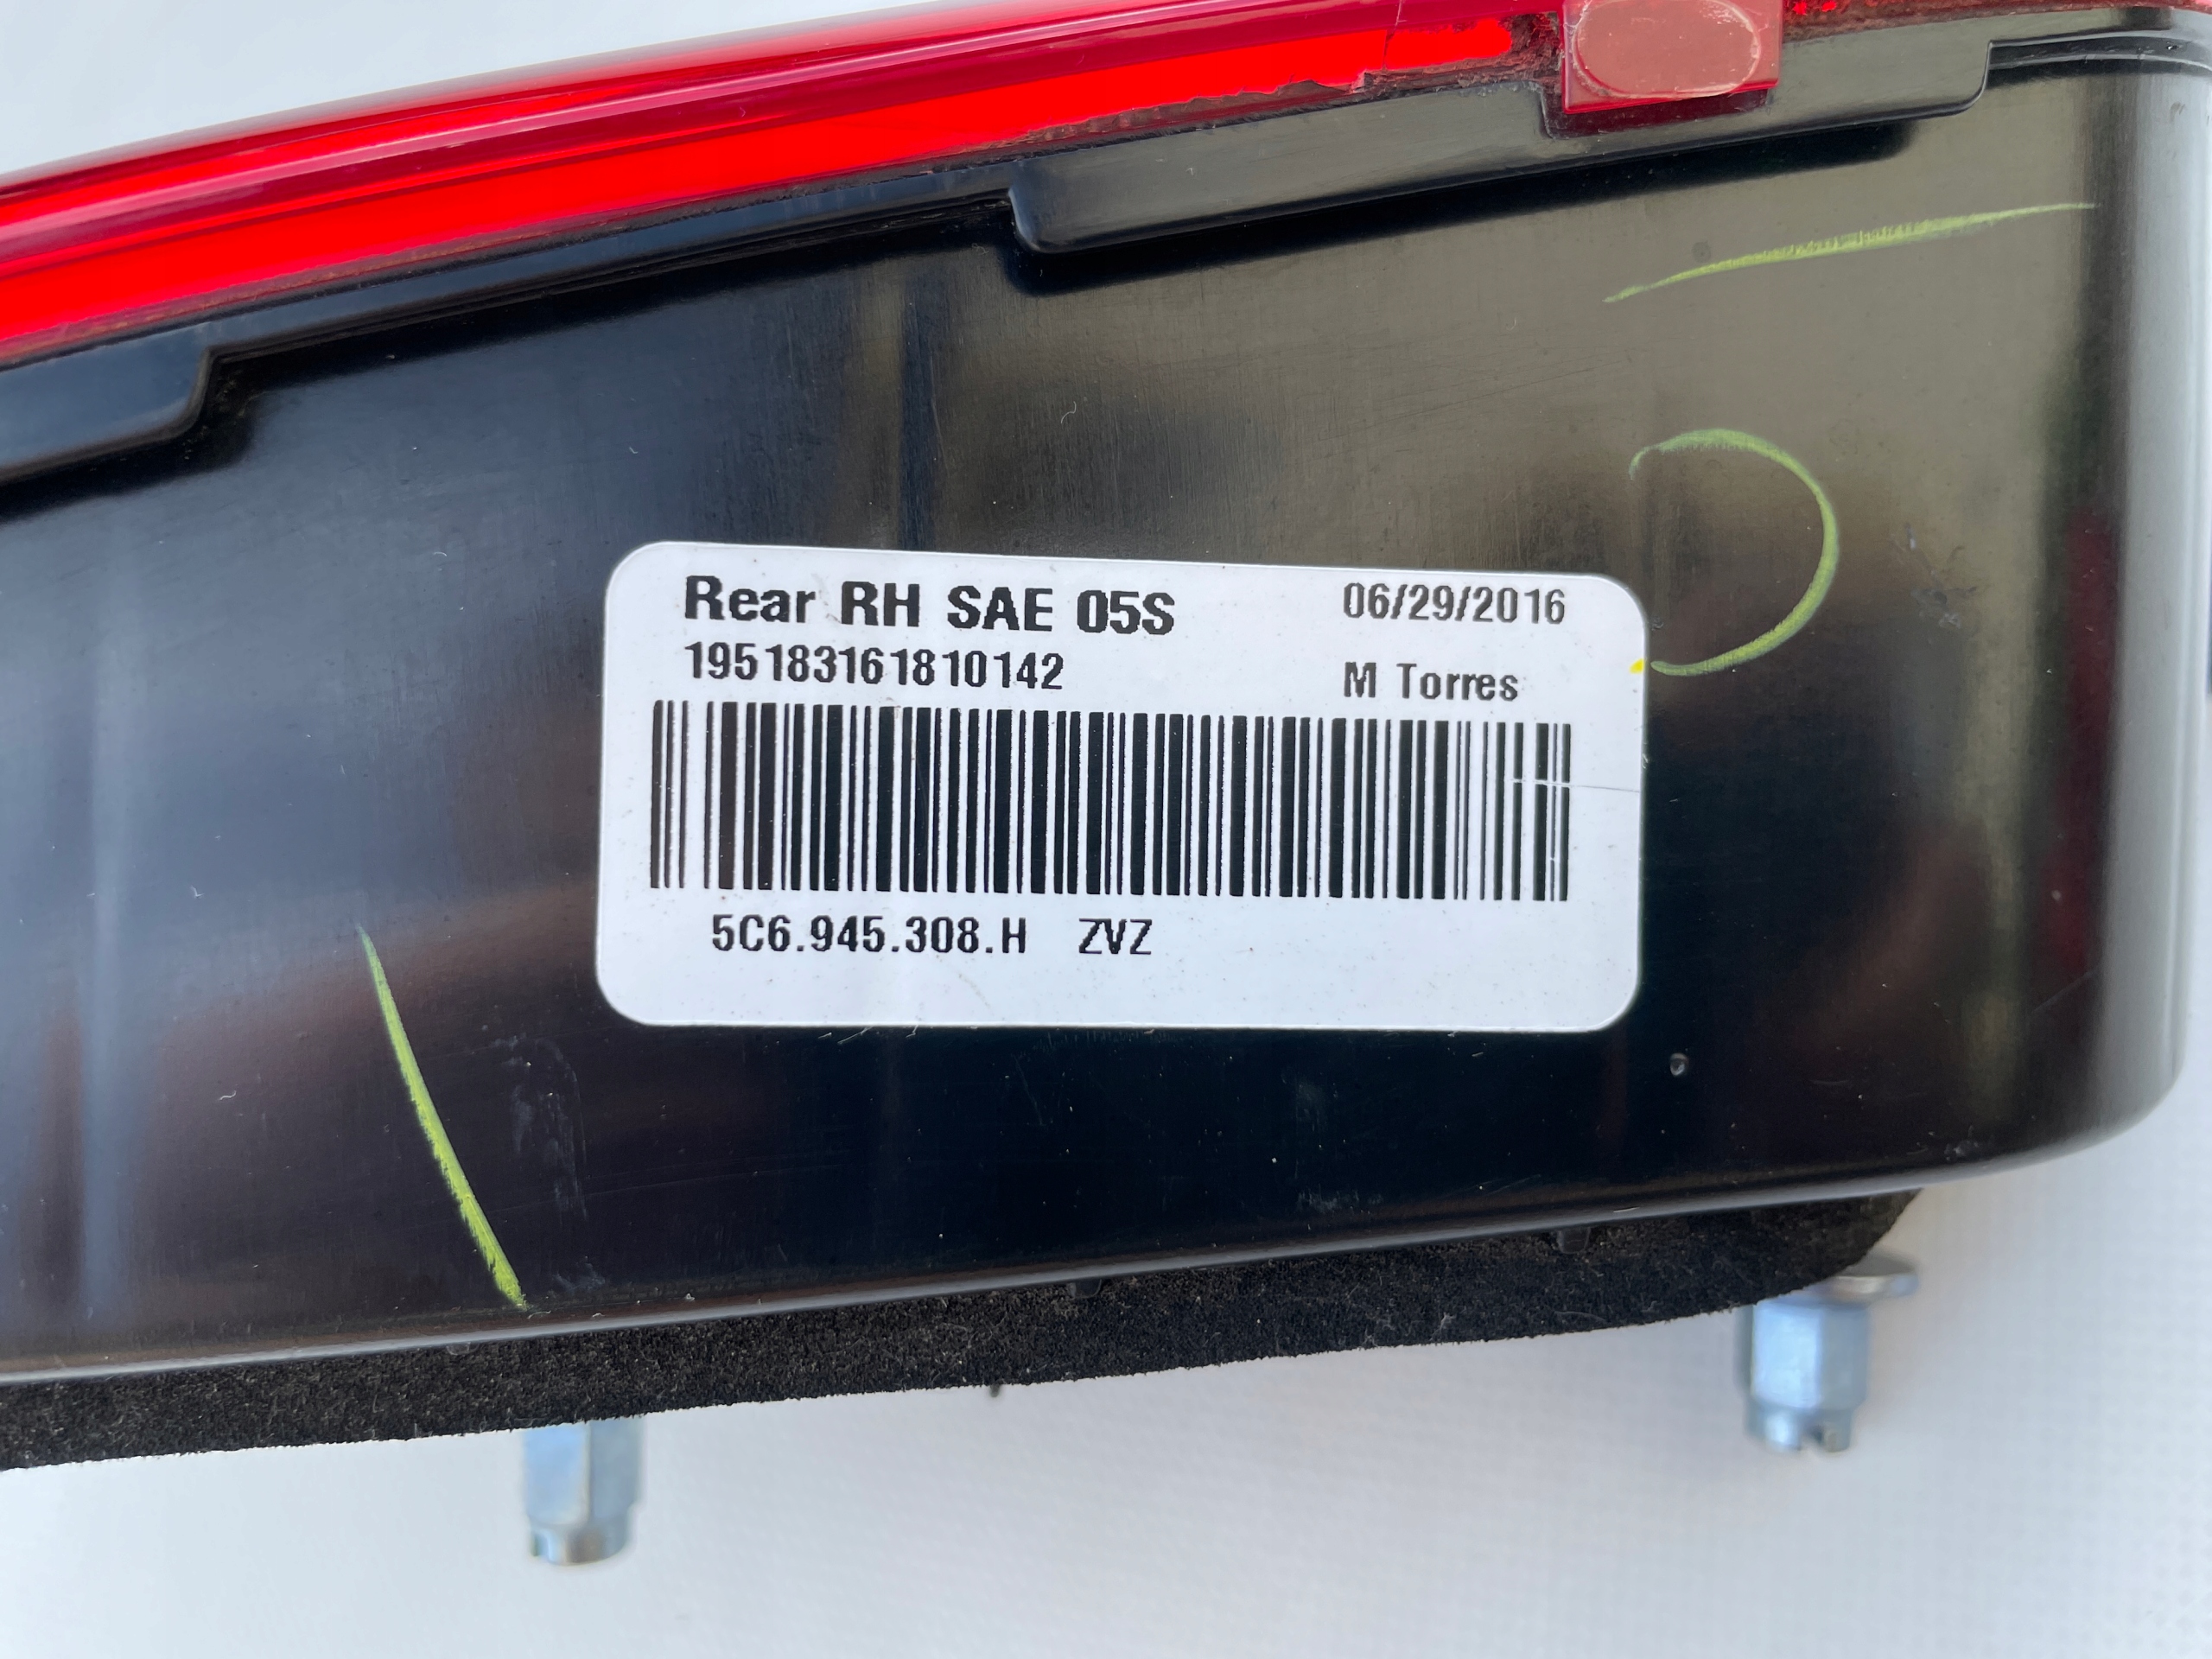 Rear RH SAE 05S
06/29/2016
195183161810142
M Torres
5C6.945.308.H ZVZ